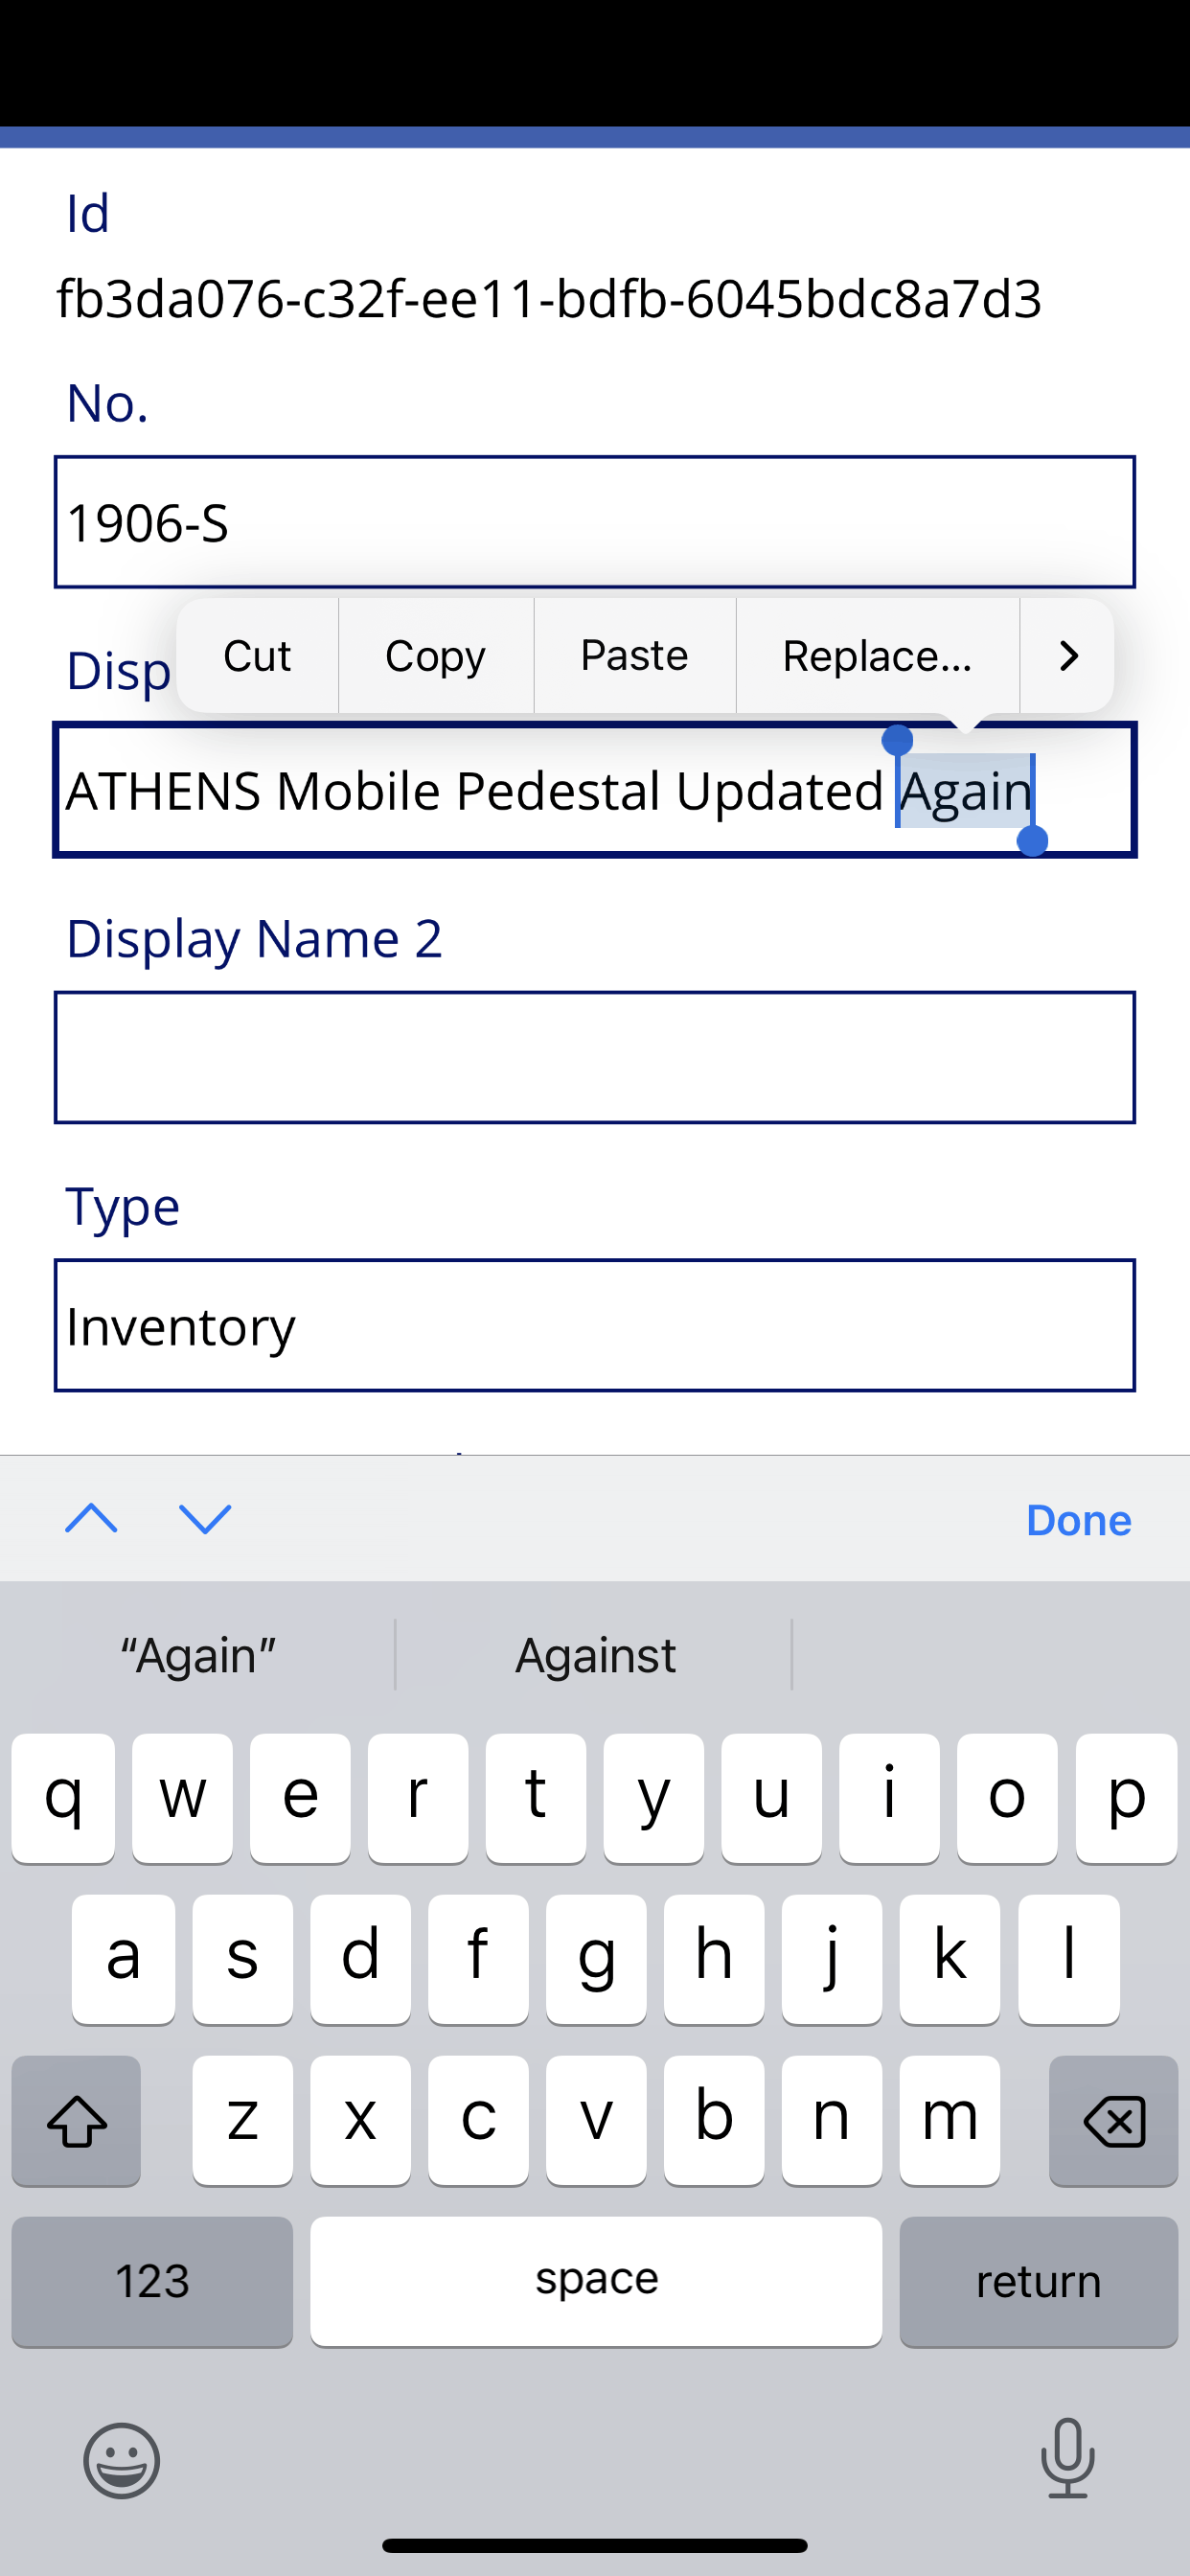 Id
fb3da076-c32f-ee11-bdfb-6045bdc8a7d3
No.
1906-S
Cut Copy Paste Replace...
Disp
ATHENS Mobile Pedestal Updated Again
Display Name 2
Type
Inventory
Done
“Again” Against
q w e r t y u i o p
a s d f g h j k l
z x c v b n m
123 space return